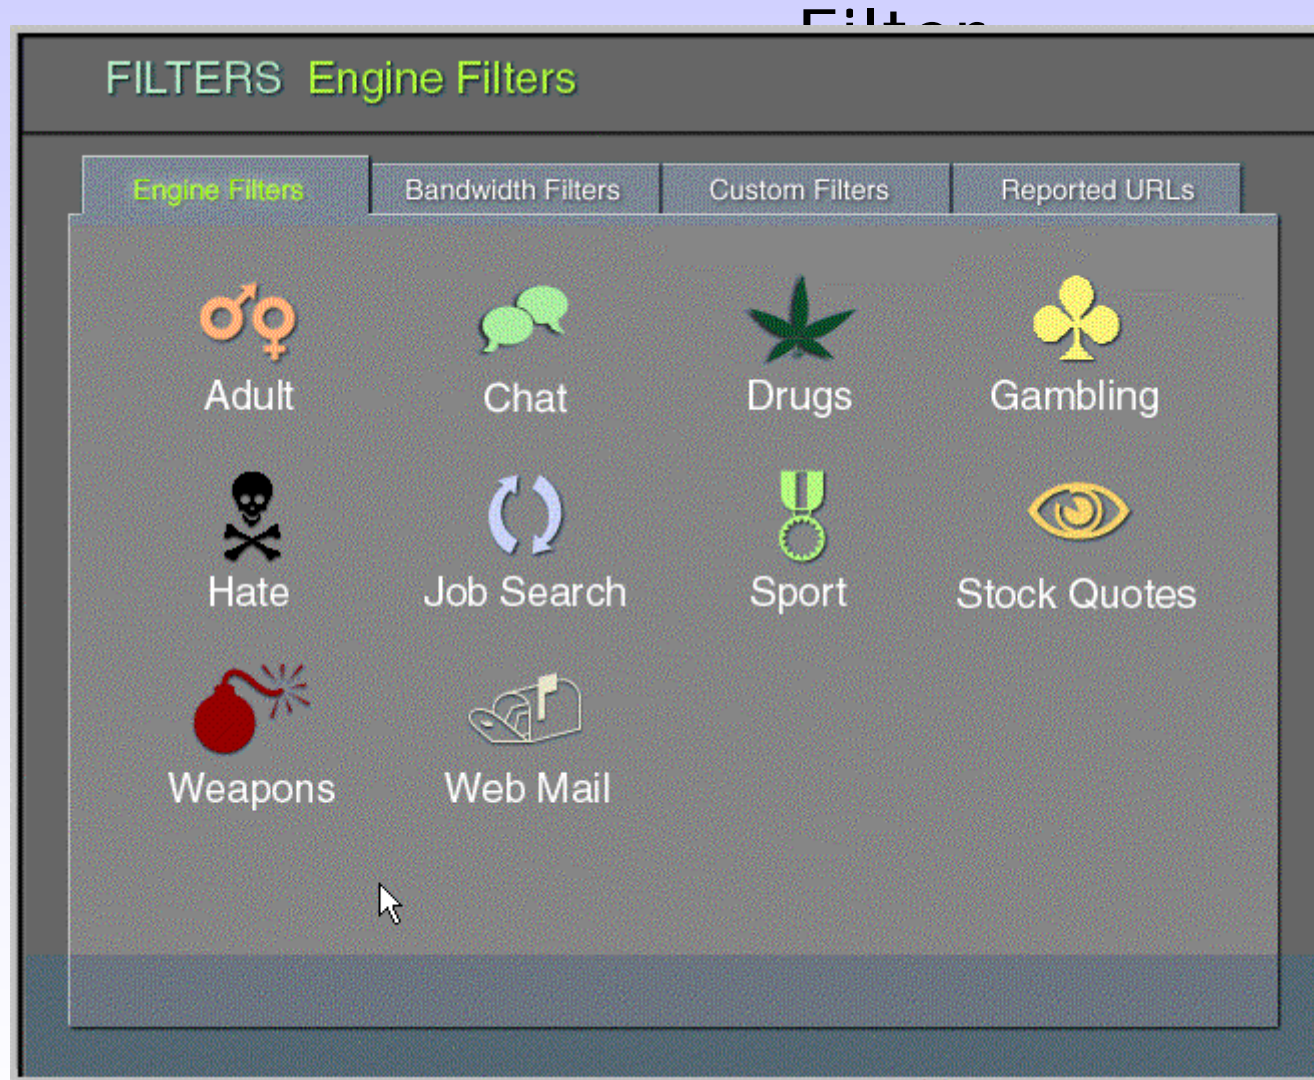 Filter
FILTERS Engine Filters
Engine Filters Bandwidth Filters Custom Filters Reported URLs
Adult Chat Drugs Gambling
Hate Job Search Sport Stock Quotes
Weapons Web Mail